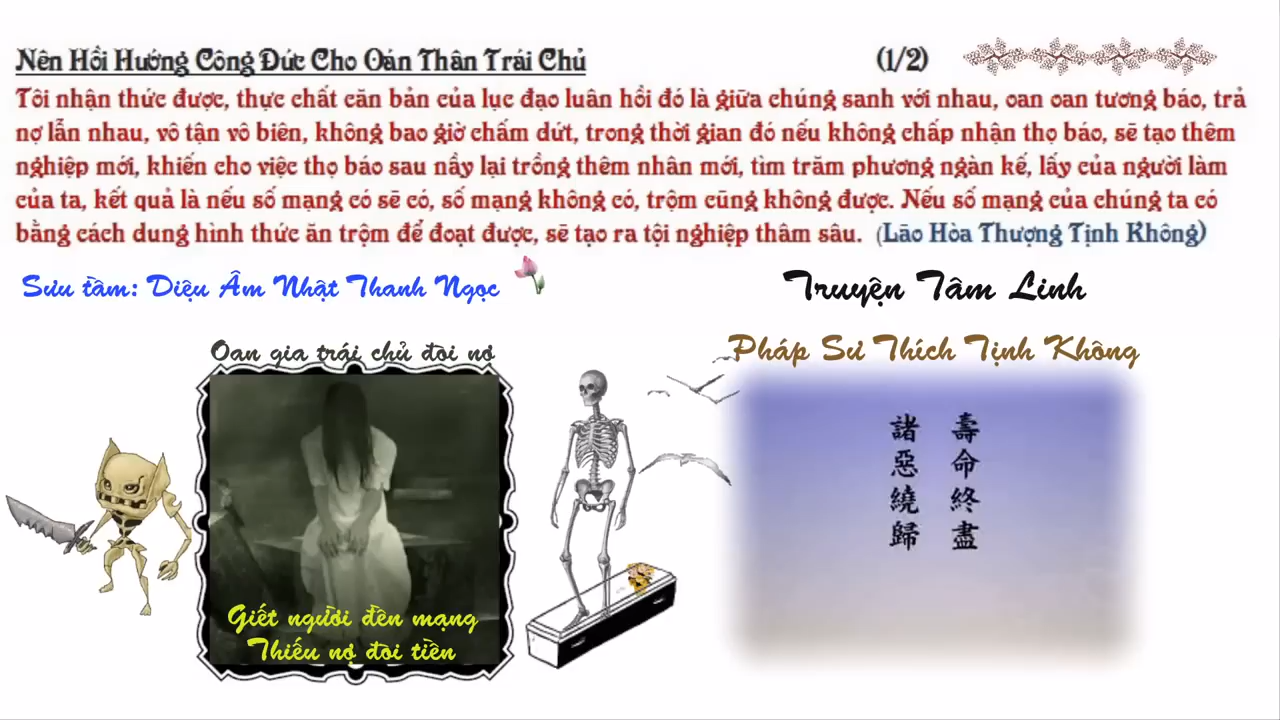 Nên Hồi Hướng Công Đức Cho Oán Thân Trái Chủ (1/2)
Tôi nhận thức được, thực chất căn bản của lục đạo luân hồi đó là giữa chúng sanh với nhau, oan oan tương báo, trả
nợ lẫn nhau, vô tận vô biên, không bao giờ chấm dứt, trong thời gian đó nếu không chấp nhận thọ báo, sẽ tạo thêm
nghiệp mới, khiến cho việc thọ báo sau nầy lại trồng thêm nhân mới, tìm trăm phương ngàn kế, lấy của người làm
của ta, kết quả là nếu số mạng có sẽ có, số mạng không có, trộm cũng không được. Nếu số mạng của chúng ta có
bằng cách dung hình thức ăn trộm để đoạt được, sẽ tạo ra tội nghiệp thâm sâu. (Lão Hòa Thượng Tịnh Không)
Sưu tầm: Diệu Âm Nhật Thanh Ngọc
Truyện Tâm Linh
Oan gia trái chủ đòi nợ
Pháp Sư Thích Tịnh Không
壽命終盡
諸惡繞歸
Giết người đền mạng
Thiếu nợ đòi tiền